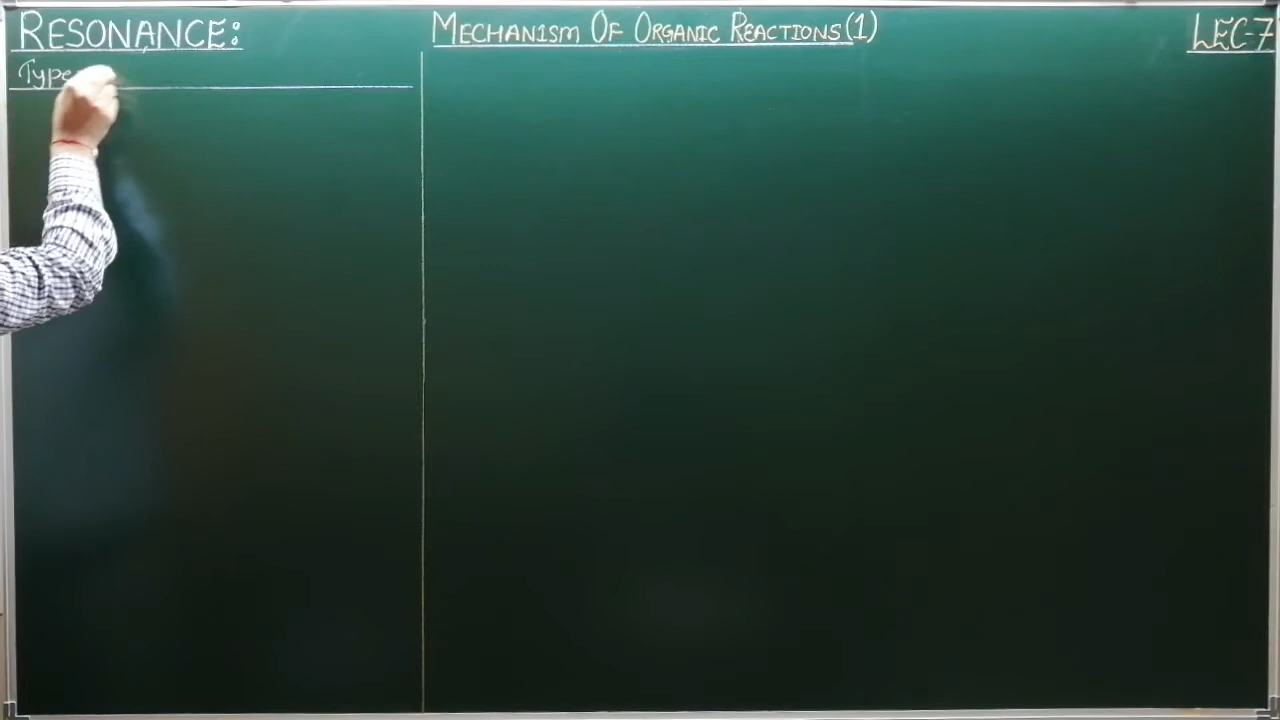 RESONANCE:
MECHANISM OF ORGANIC REACTIONS(1)
LEC-7
Type